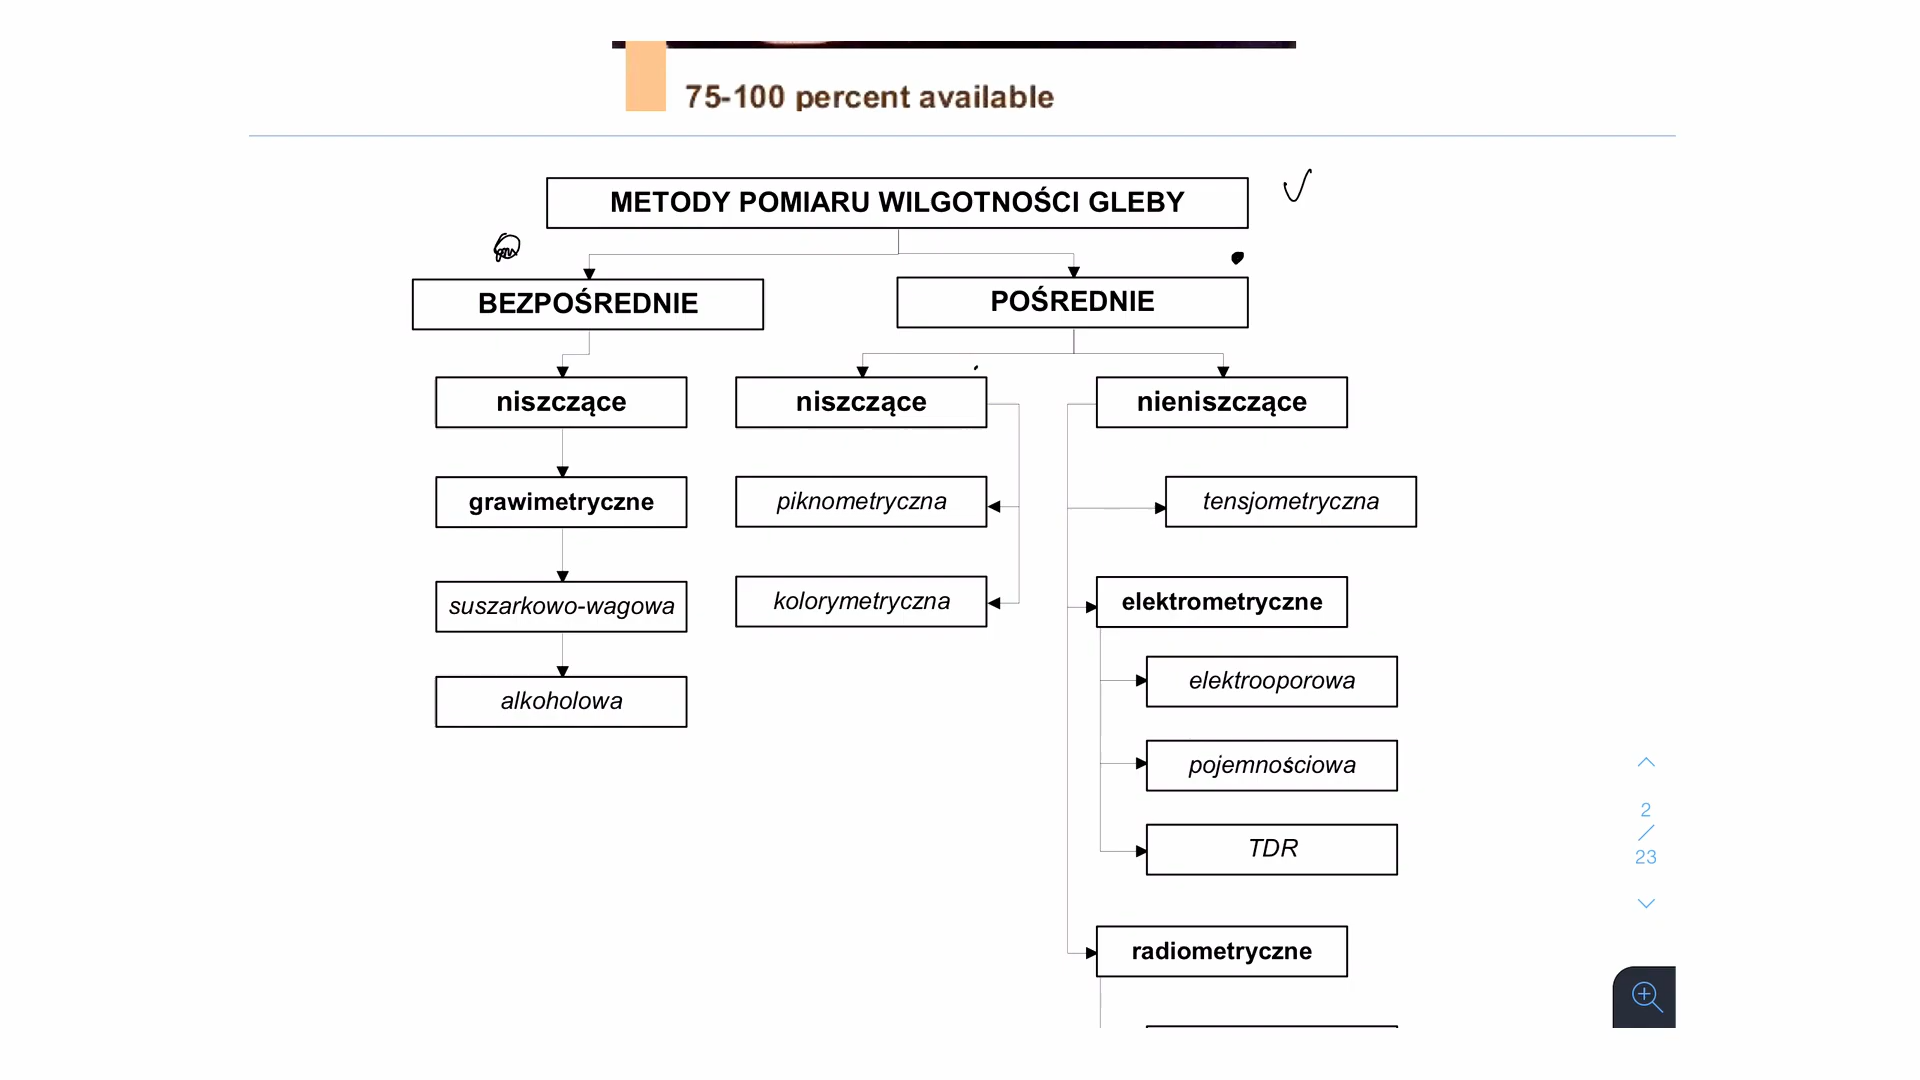 75-100 percent available
METODY POMIARU WILGOTNOŚCI GLEBY
BEZPOŚREDNIE
POŚREDNIE
niszczące
niszczące
nieniszczące
grawimetryczne
piknometryczna
tensjometryczna
suszarkowo-wagowa
kolorymetryczna
elektrometryczne
alkoholowa
elektrooporowa
pojemnościowa
TDR
radiometryczne
2
/
23